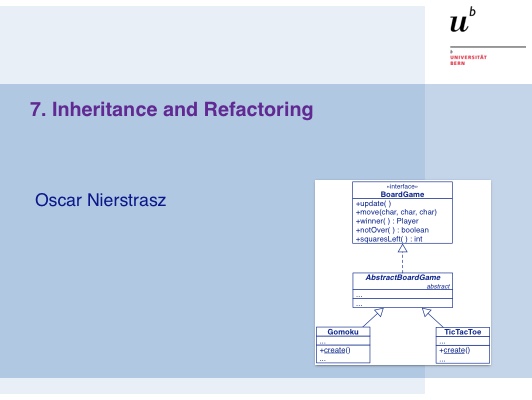 u
b
b
UNIVERSITÄT
BERN
7. Inheritance and Refactoring
Oscar Nierstrasz
«interface»
BoardGame
+update( )
+move(char, char, char)
+winner( ) : Player
+notOver( ) : boolean
+squaresLeft( ) : int
AbstractBoardGame
abstract
...
...
Gomoku
...
+create()
...
TicTacToe
...
+create()
...